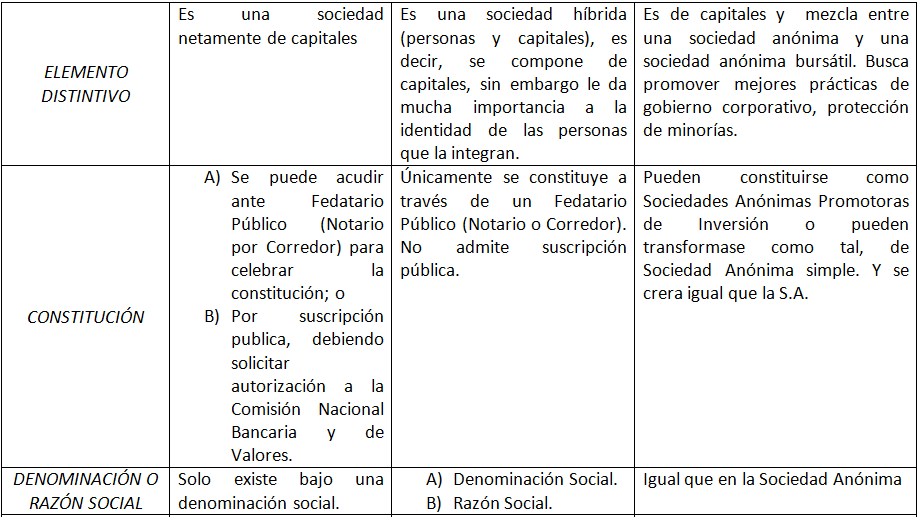 ELEMENTO
DISTINTIVO
Es una sociedad
netamente de capitales
Es una sociedad híbrida
(personas y capitales), es
decir, se compone de
capitales, sin embargo le da
mucha importancia a la
identidad de las personas
que la integran.
Es de capitales y mezcla entre
una sociedad anónima y una
sociedad anónima bursátil. Busca
promover mejores prácticas de
gobierno corporativo, protección
de minorías.
CONSTITUCIÓN
A) Se puede acudir
ante Fedatario
Público (Notario
por Corredor) para
celebrar la
constitución; o
B) Por suscripción
publica, debiendo
solicitar
autorización a la
Comisión Nacional
Bancaria y de
Valores.
Únicamente se constituye a
través de un Fedatario
Público (Notario o Corredor).
No admite suscripción
pública.
Pueden constituirse como
Sociedades Anónimas Promotoras
de Inversión o pueden
transformase como tal, de
Sociedad Anónima simple. Y se
crera igual que la S.A.
DENOMINACIÓN O
RAZÓN SOCIAL
Solo existe bajo una
denominación social.
A) Denominación Social.
B) Razón Social.
Igual que en la Sociedad Anónima